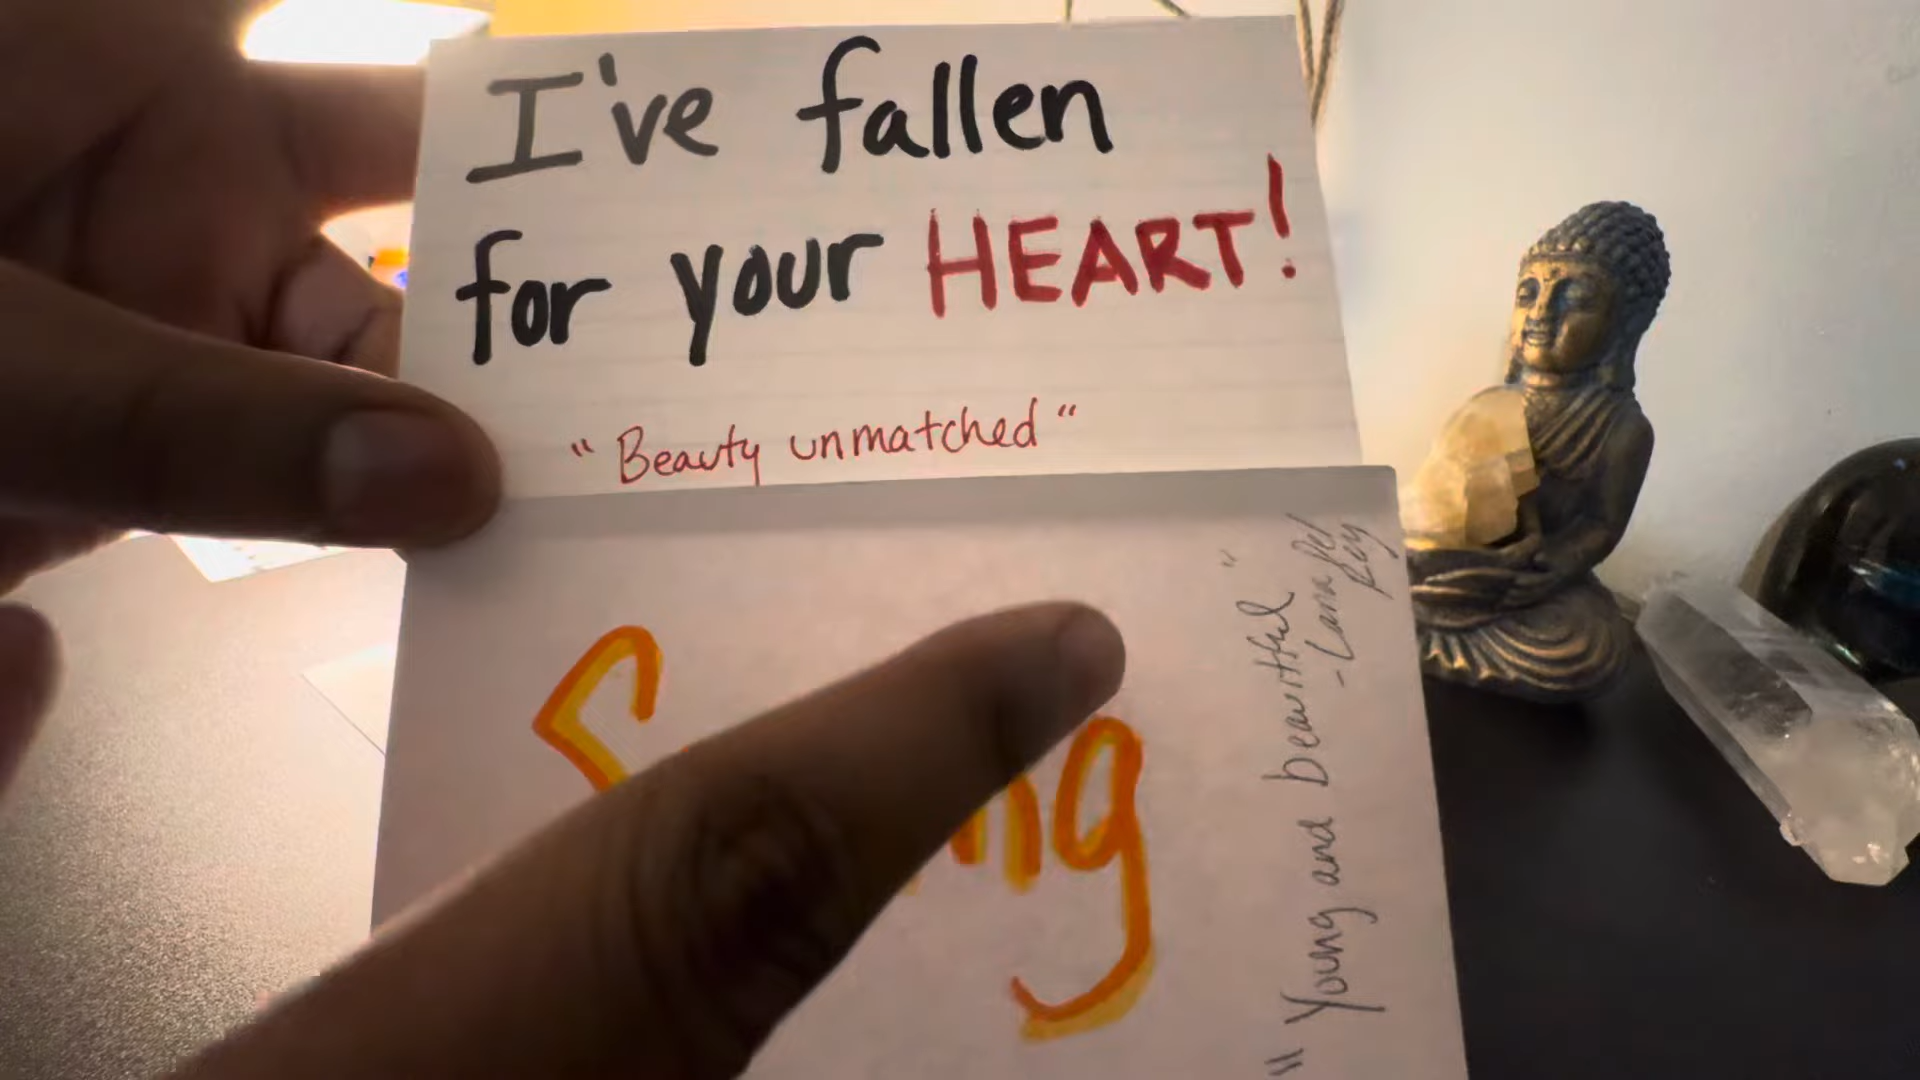 I've fallen
for your HEART!
"Beauty unmatched"
"Young and beautiful"
- Lana Del
Rey